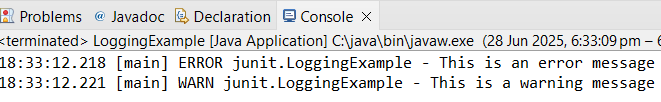 Problems @ Javadoc Declaration Console
<terminated> LoggingExample [Java Application] C:\java\bin\javaw.exe (28 Jun 2025, 6:33:09 pm – 6
18:33:12.218 [main] ERROR junit.LoggingExample - This is an error message
18:33:12.221 [main] WARN junit.LoggingExample - This is a warning message